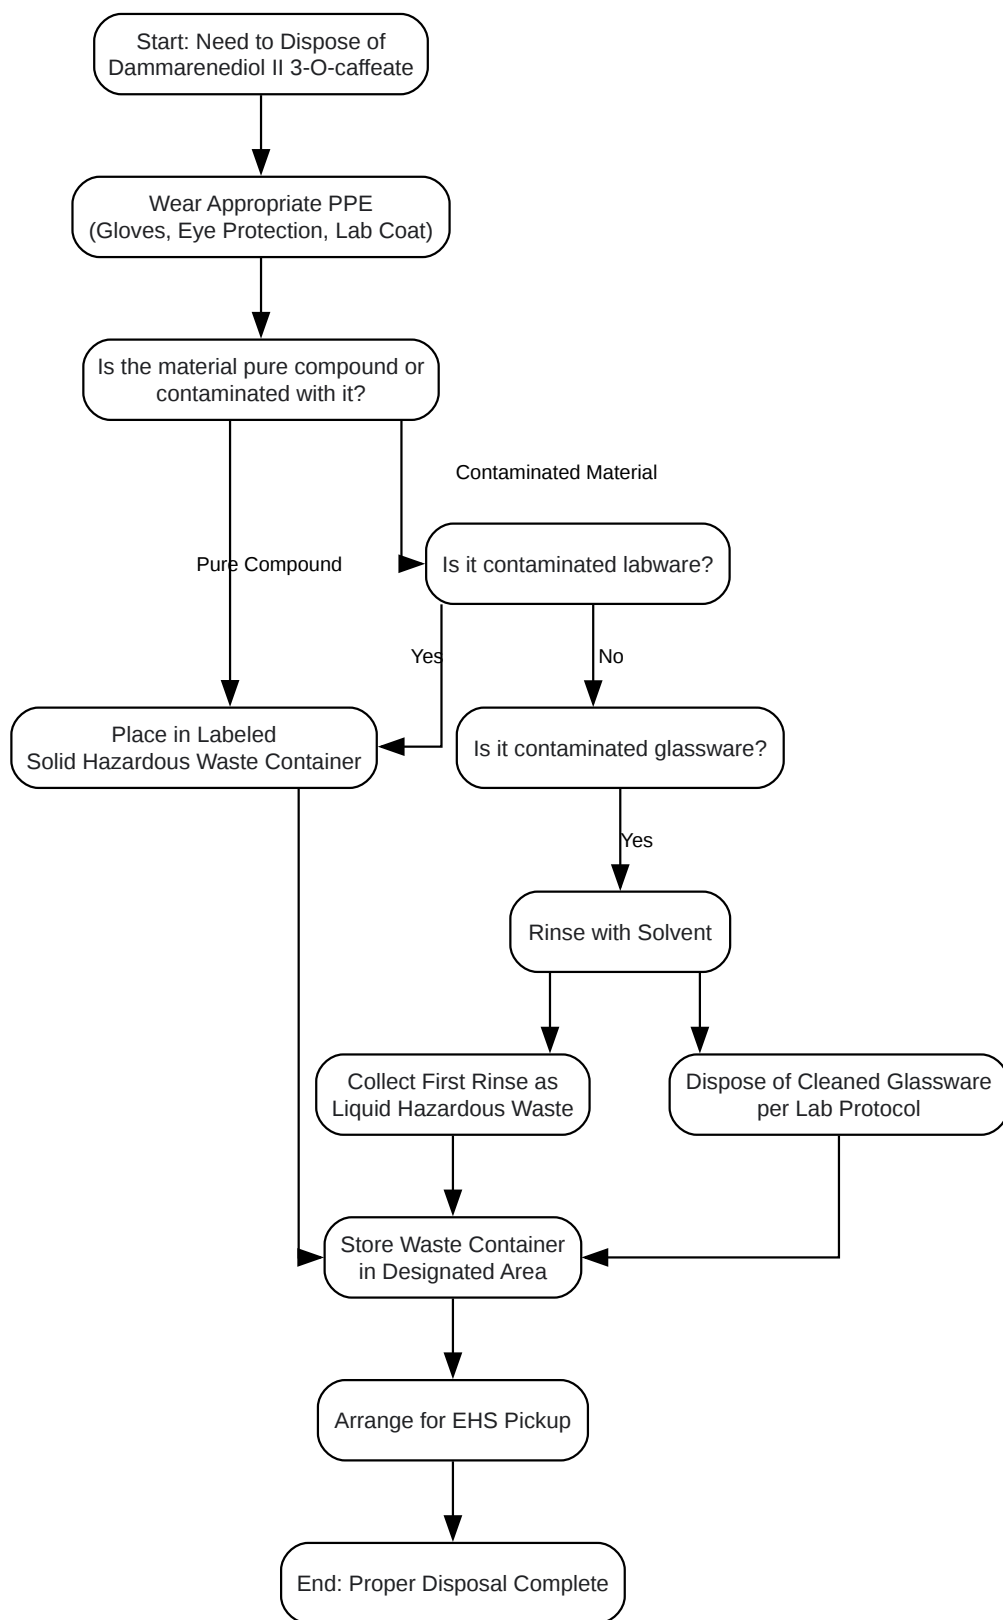 Start: Need to Dispose of
Dammarenediol II 3-O-caffeate
Wear Appropriate PPE
(Gloves, Eye Protection, Lab Coat)
Is the material pure compound or
contaminated with it?
Contaminated Material
Pure Compound
Is it contaminated labware?
Yes
No
Place in Labeled
Solid Hazardous Waste Container
Is it contaminated glassware?
Yes
Rinse with Solvent
Collect First Rinse as
Liquid Hazardous Waste
Dispose of Cleaned Glassware
per Lab Protocol
Store Waste Container
in Designated Area
Arrange for EHS Pickup
End: Proper Disposal Complete